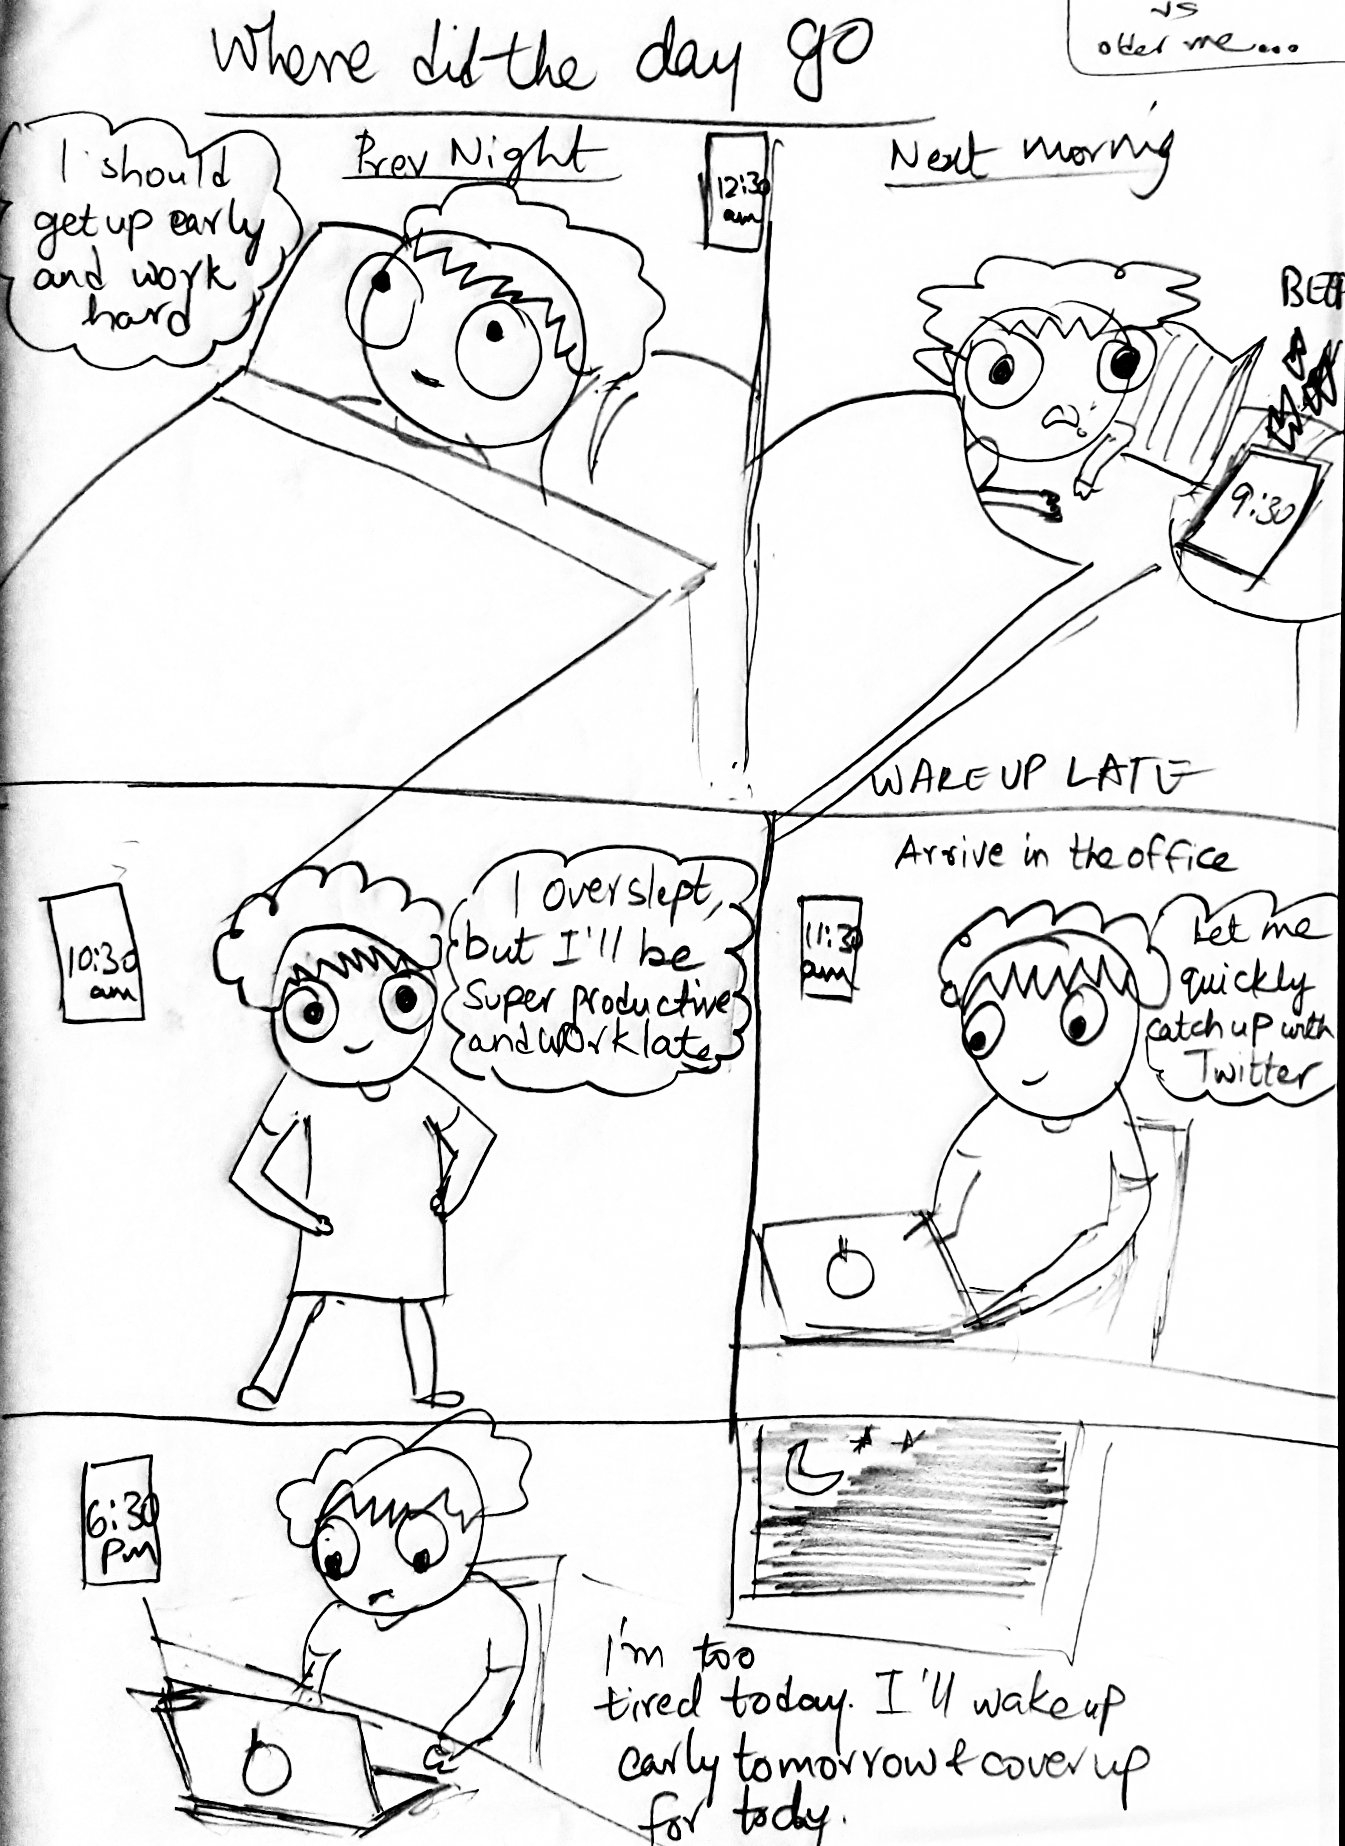 Where did the day go
vs
older me...
Prev Night
I should
get up early
and work
hard
12:30
am
Next morning
BEEP
9:30
WAKE UP LATE
10:30
am
I overslept,
but I'll be
Super productive
and work late
Arrive in the office
11:30
am
Let me
quickly
catch up with
Twitter
6:30
pm
I'm too
tired today. I'll wake up
early tomorrow & cover up
for today.